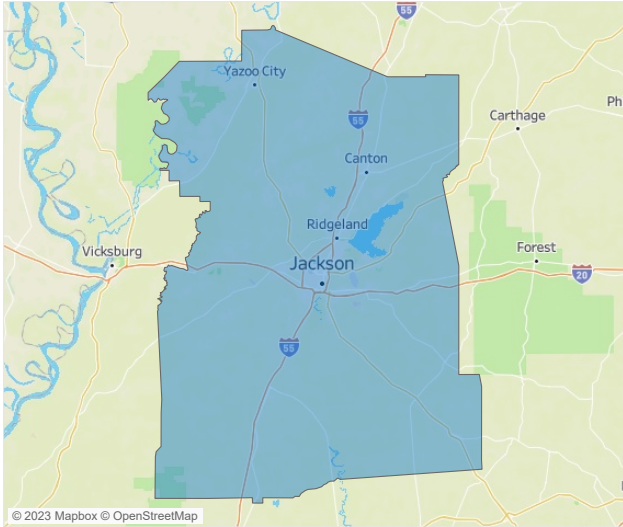 55
Yazoo City
Carthage
Ph
55
Canton
Ridgeland
Vicksburg
Forest
Jackson
20
55
© 2023 Mapbox © OpenStreetMap